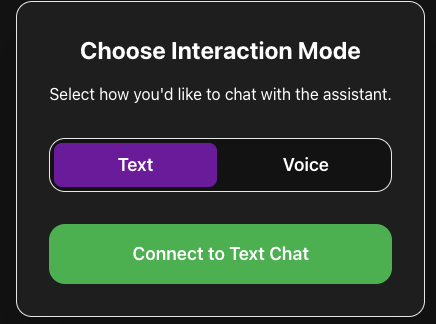 Choose Interaction Mode
Select how you'd like to chat with the assistant.
Text Voice
Connect to Text Chat